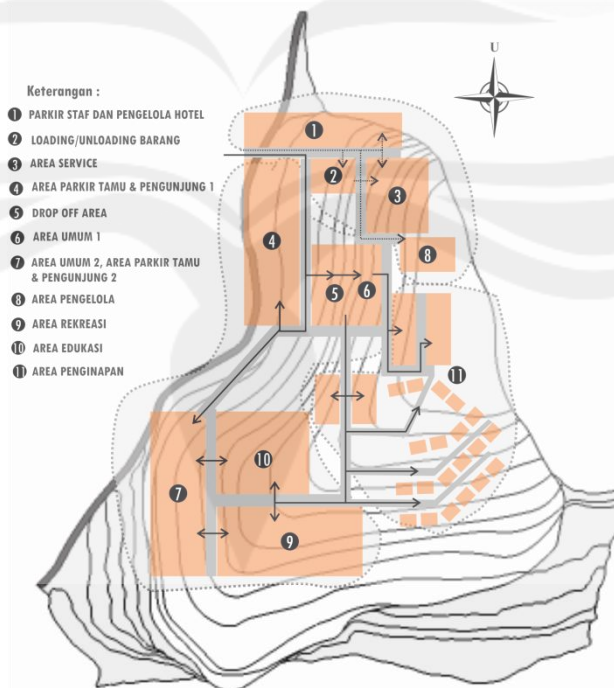 U
Keterangan :
1 PARKIR STAF DAN PENGELOLA HOTEL
2 LOADING/UNLOADING BARANG
3 AREA SERVICE
4 AREA PARKIR TAMU & PENGUNJUNG 1
5 DROP OFF AREA
6 AREA UMUM 1
7 AREA UMUM 2, AREA PARKIR TAMU
& PENGUNJUNG 2
8 AREA PENGELOLA
9 AREA REKREASI
10 AREA EDUKASI
11 AREA PENGINAPAN
1
2
3
4
8
5
6
11
10
7
9